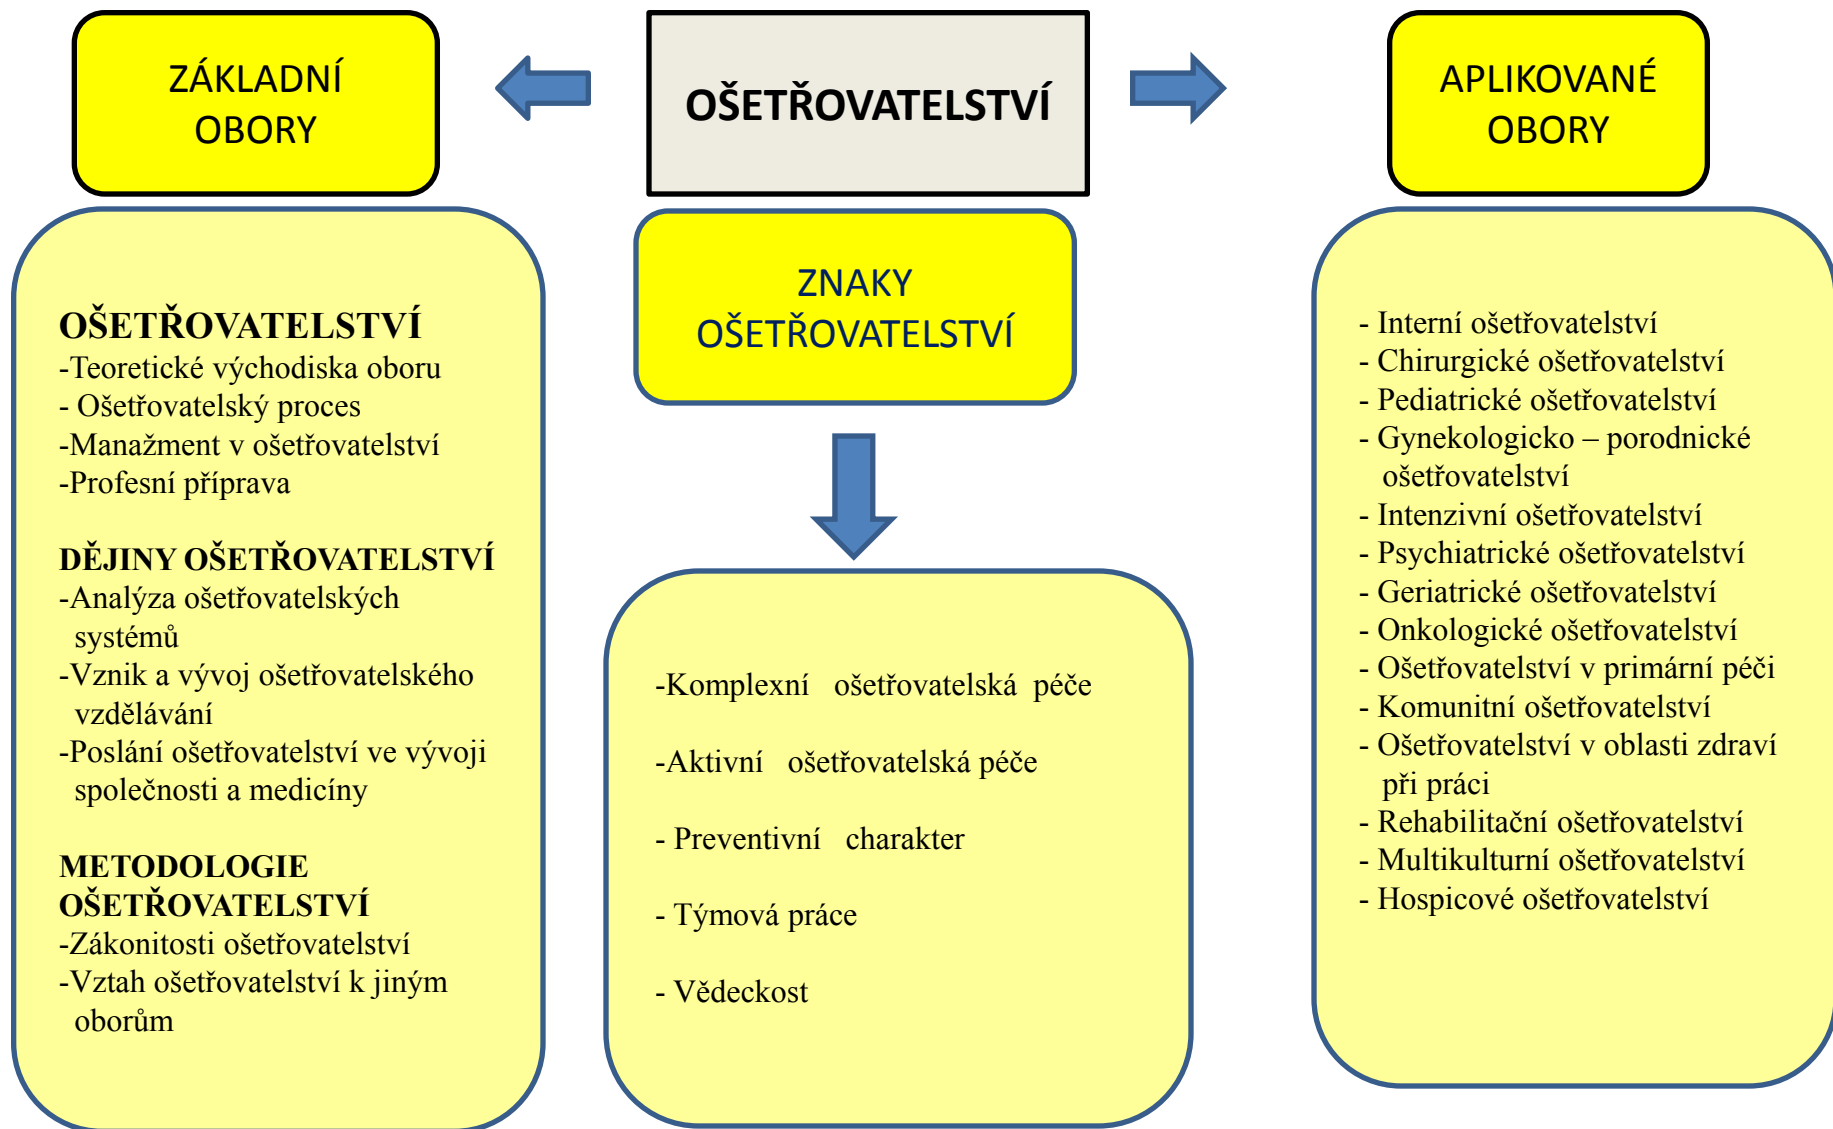 ZÁKLADNÍ
OBORY
OŠETŘOVATELSTVÍ
APLIKOVANÉ
OBORY
OŠETŘOVATELSTVÍ
-Teoretické východiska oboru
- Ošetřovatelský proces
-Manažment v ošetřovatelství
-Profesní příprava
DĚJINY OŠETŘOVATELSTVÍ
-Analýza ošetřovatelských
systémů
-Vznik a vývoj ošetřovatelského
vzdělávání
-Poslání ošetřovatelství ve vývoji
společnosti a medicíny
METODOLOGIE
OŠETŘOVATELSTVÍ
-Zákonitosti ošetřovatelství
-Vztah ošetřovatelství k jiným
oborům
ZNAKY
OŠETŘOVATELSTVÍ
-Komplexní ošetřovatelská péče
-Aktivní ošetřovatelská péče
- Preventivní charakter
- Týmová práce
- Vědeckost
- Interní ošetřovatelství
- Chirurgické ošetřovatelství
- Pediatrické ošetřovatelství
- Gynekologicko – porodnické
ošetřovatelství
- Intenzivní ošetřovatelství
- Psychiatrické ošetřovatelství
- Geriatrické ošetřovatelství
- Onkologické ošetřovatelství
- Ošetřovatelství v primární péči
- Komunitní ošetřovatelství
- Ošetřovatelství v oblasti zdraví
při práci
- Rehabilitační ošetřovatelství
- Multikulturní ošetřovatelství
- Hospicové ošetřovatelství